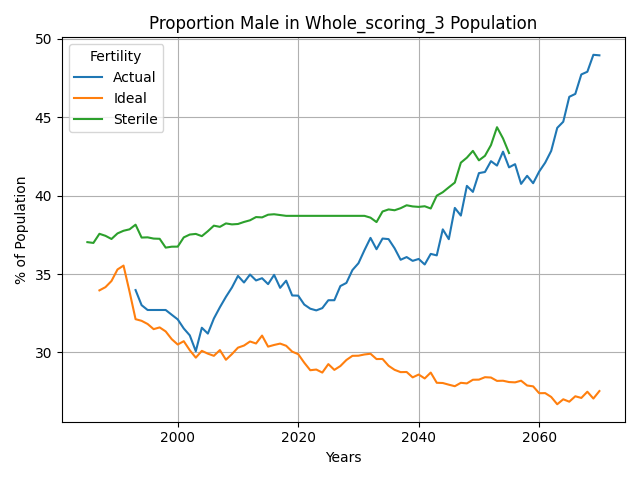 Proportion Male in Whole_scoring_3 Population
Fertility
Actual
Ideal
Sterile
50
45
40
35
30
% of Population
2000
2020
2040
2060
Years